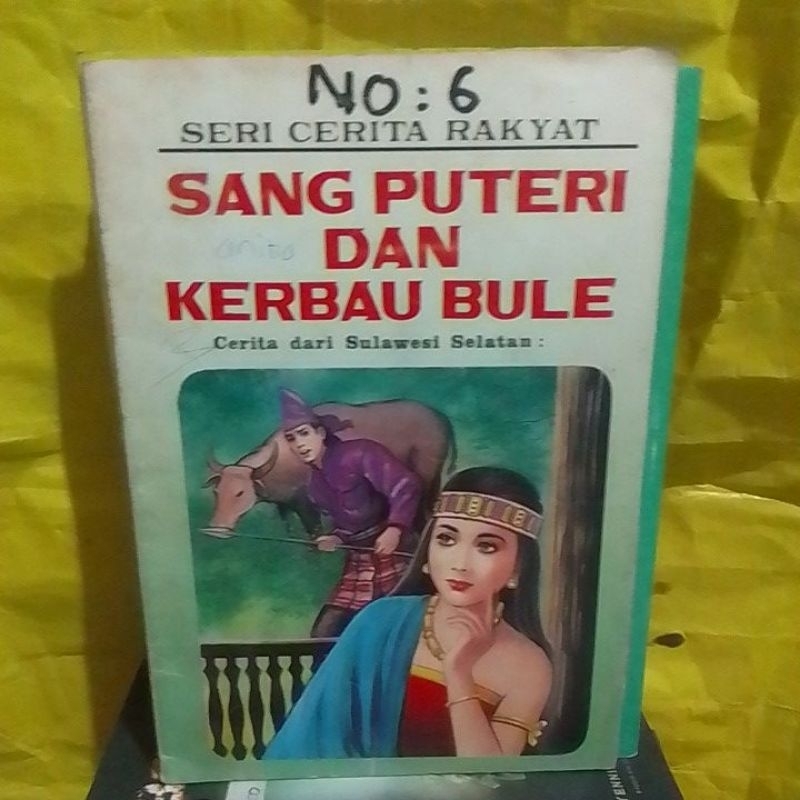 NO : 6
SERI CERITA RAKYAT
SANG PUTERI
DAN
KERBAU BULE
Cerita dari Sulawesi Selatan :